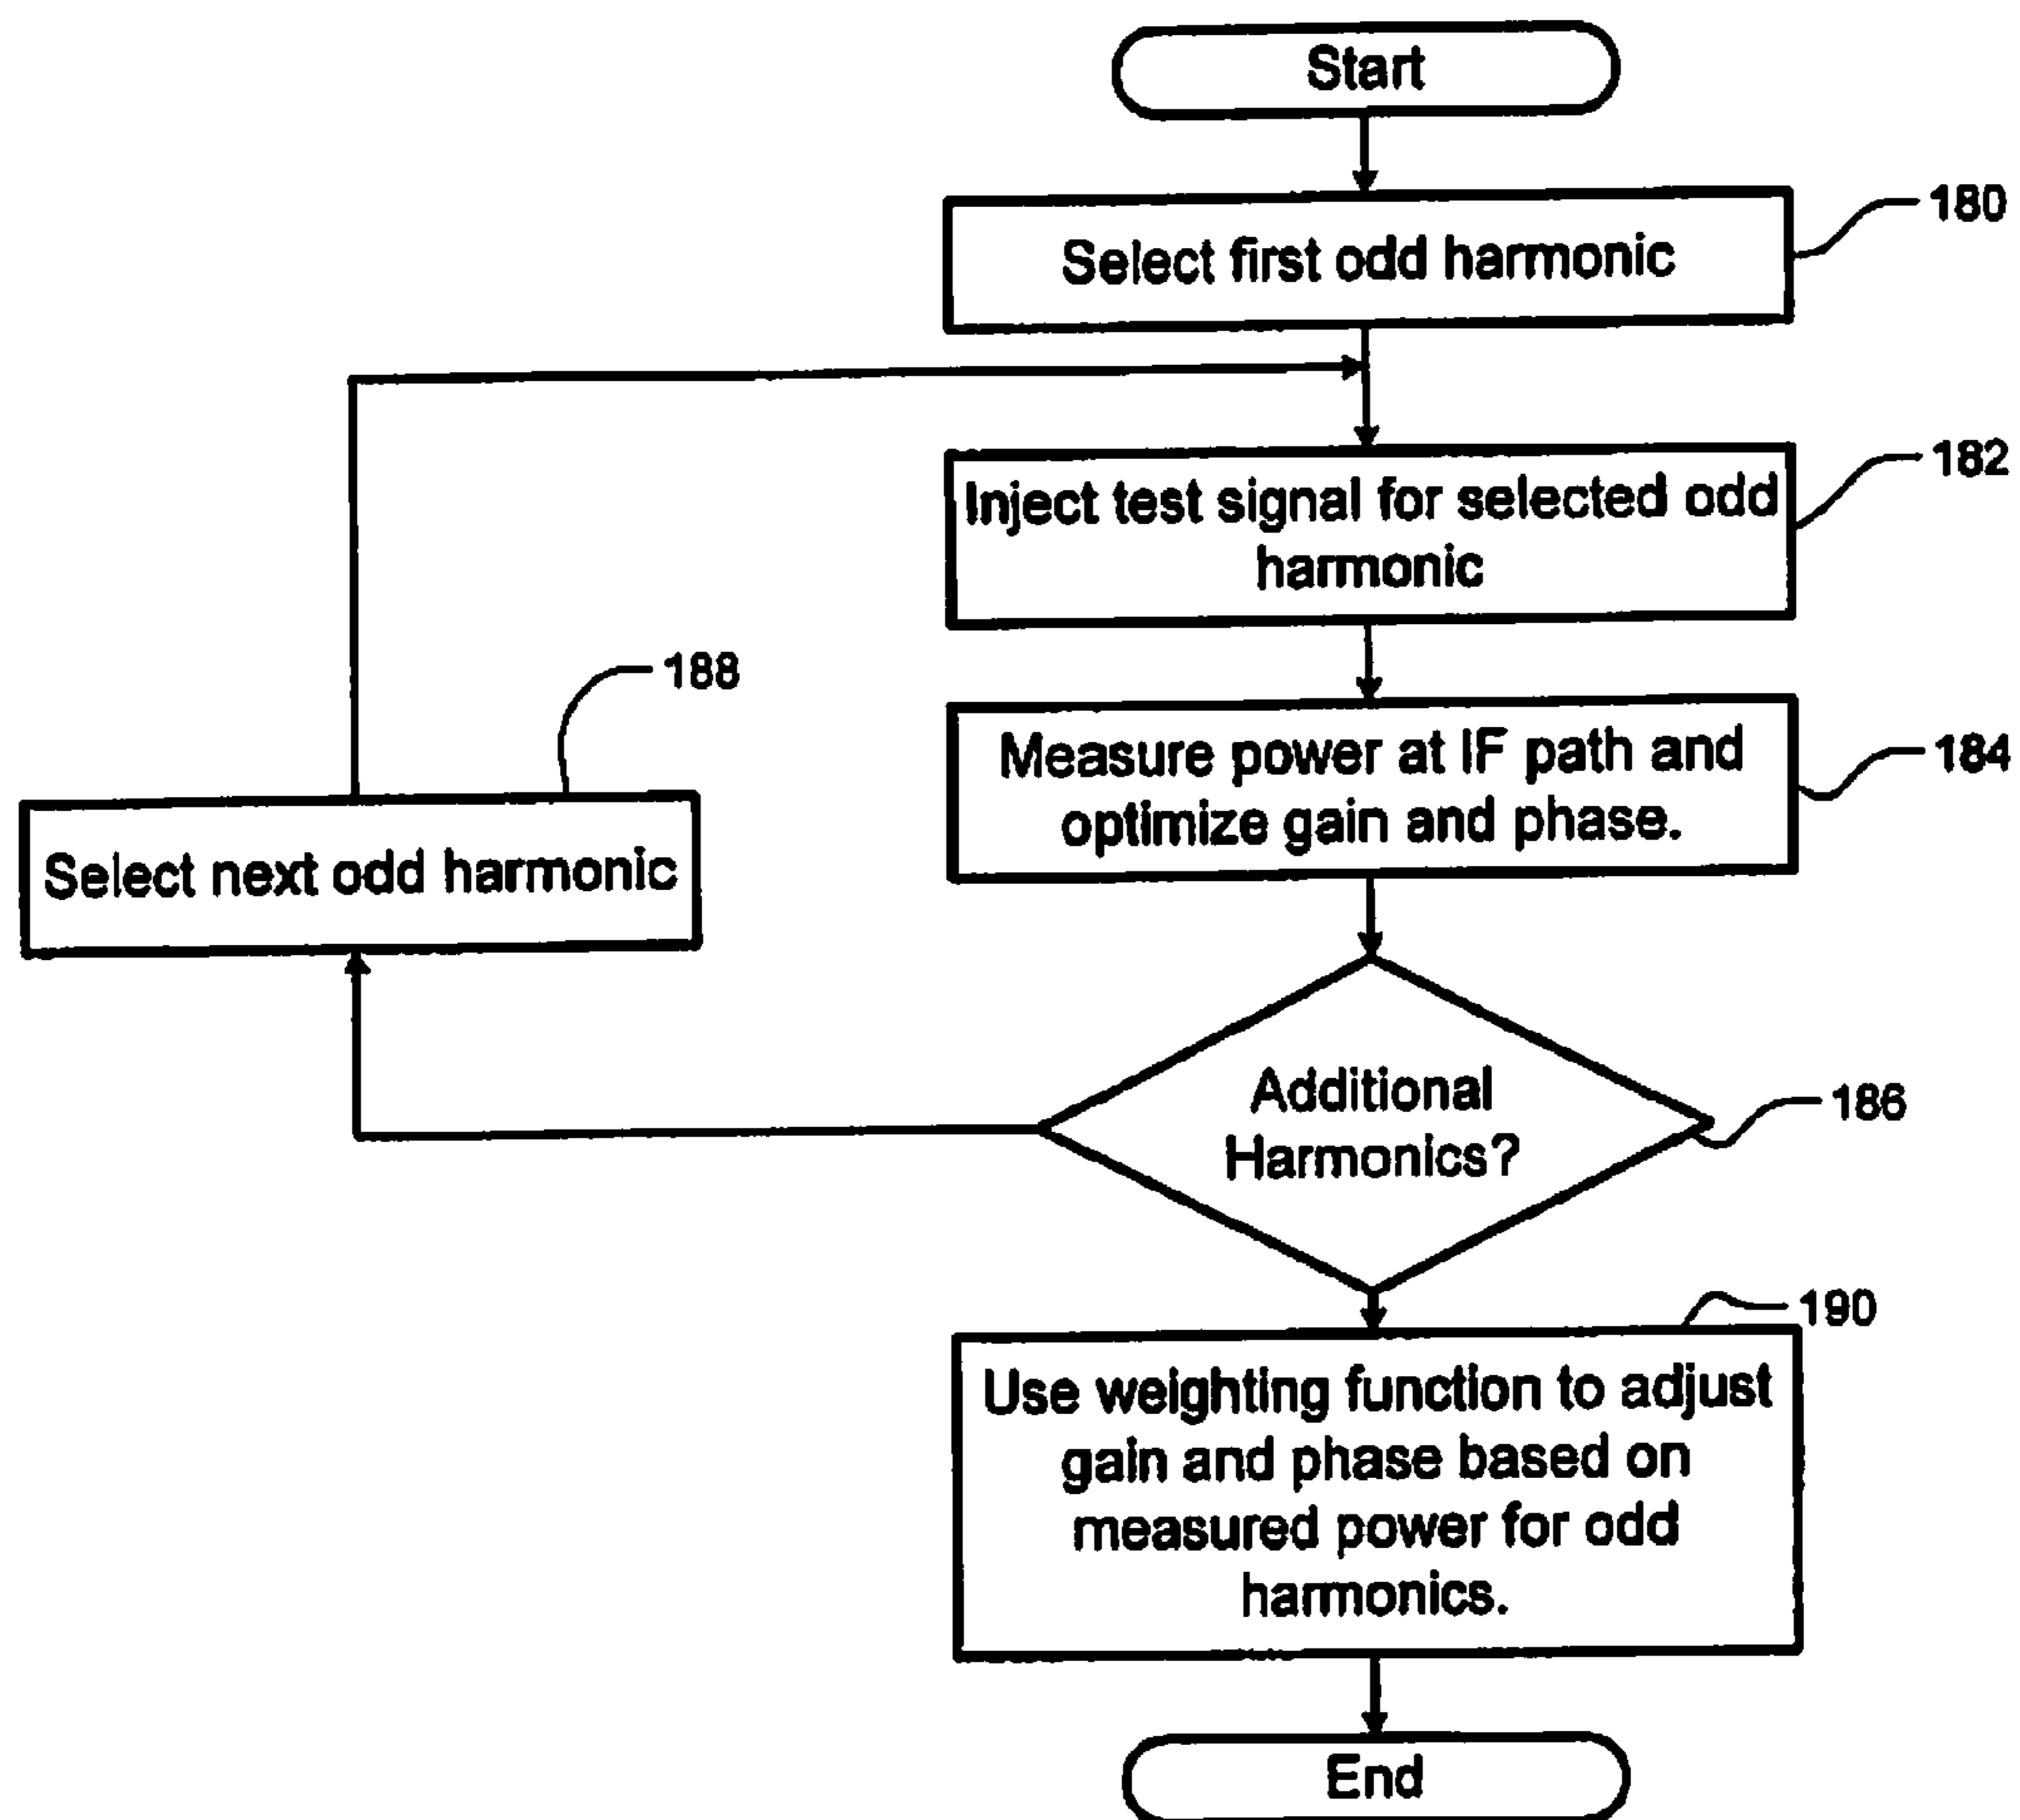 Start
Select first odd harmonic
180
Inject test signal for selected odd
harmonic
182
188
Measure power at IF path and
optimize gain and phase.
184
Select next odd harmonic
Additional
Harmonics?
186
190
Use weighting function to adjust
gain and phase based on
measured power for odd
harmonics.
End